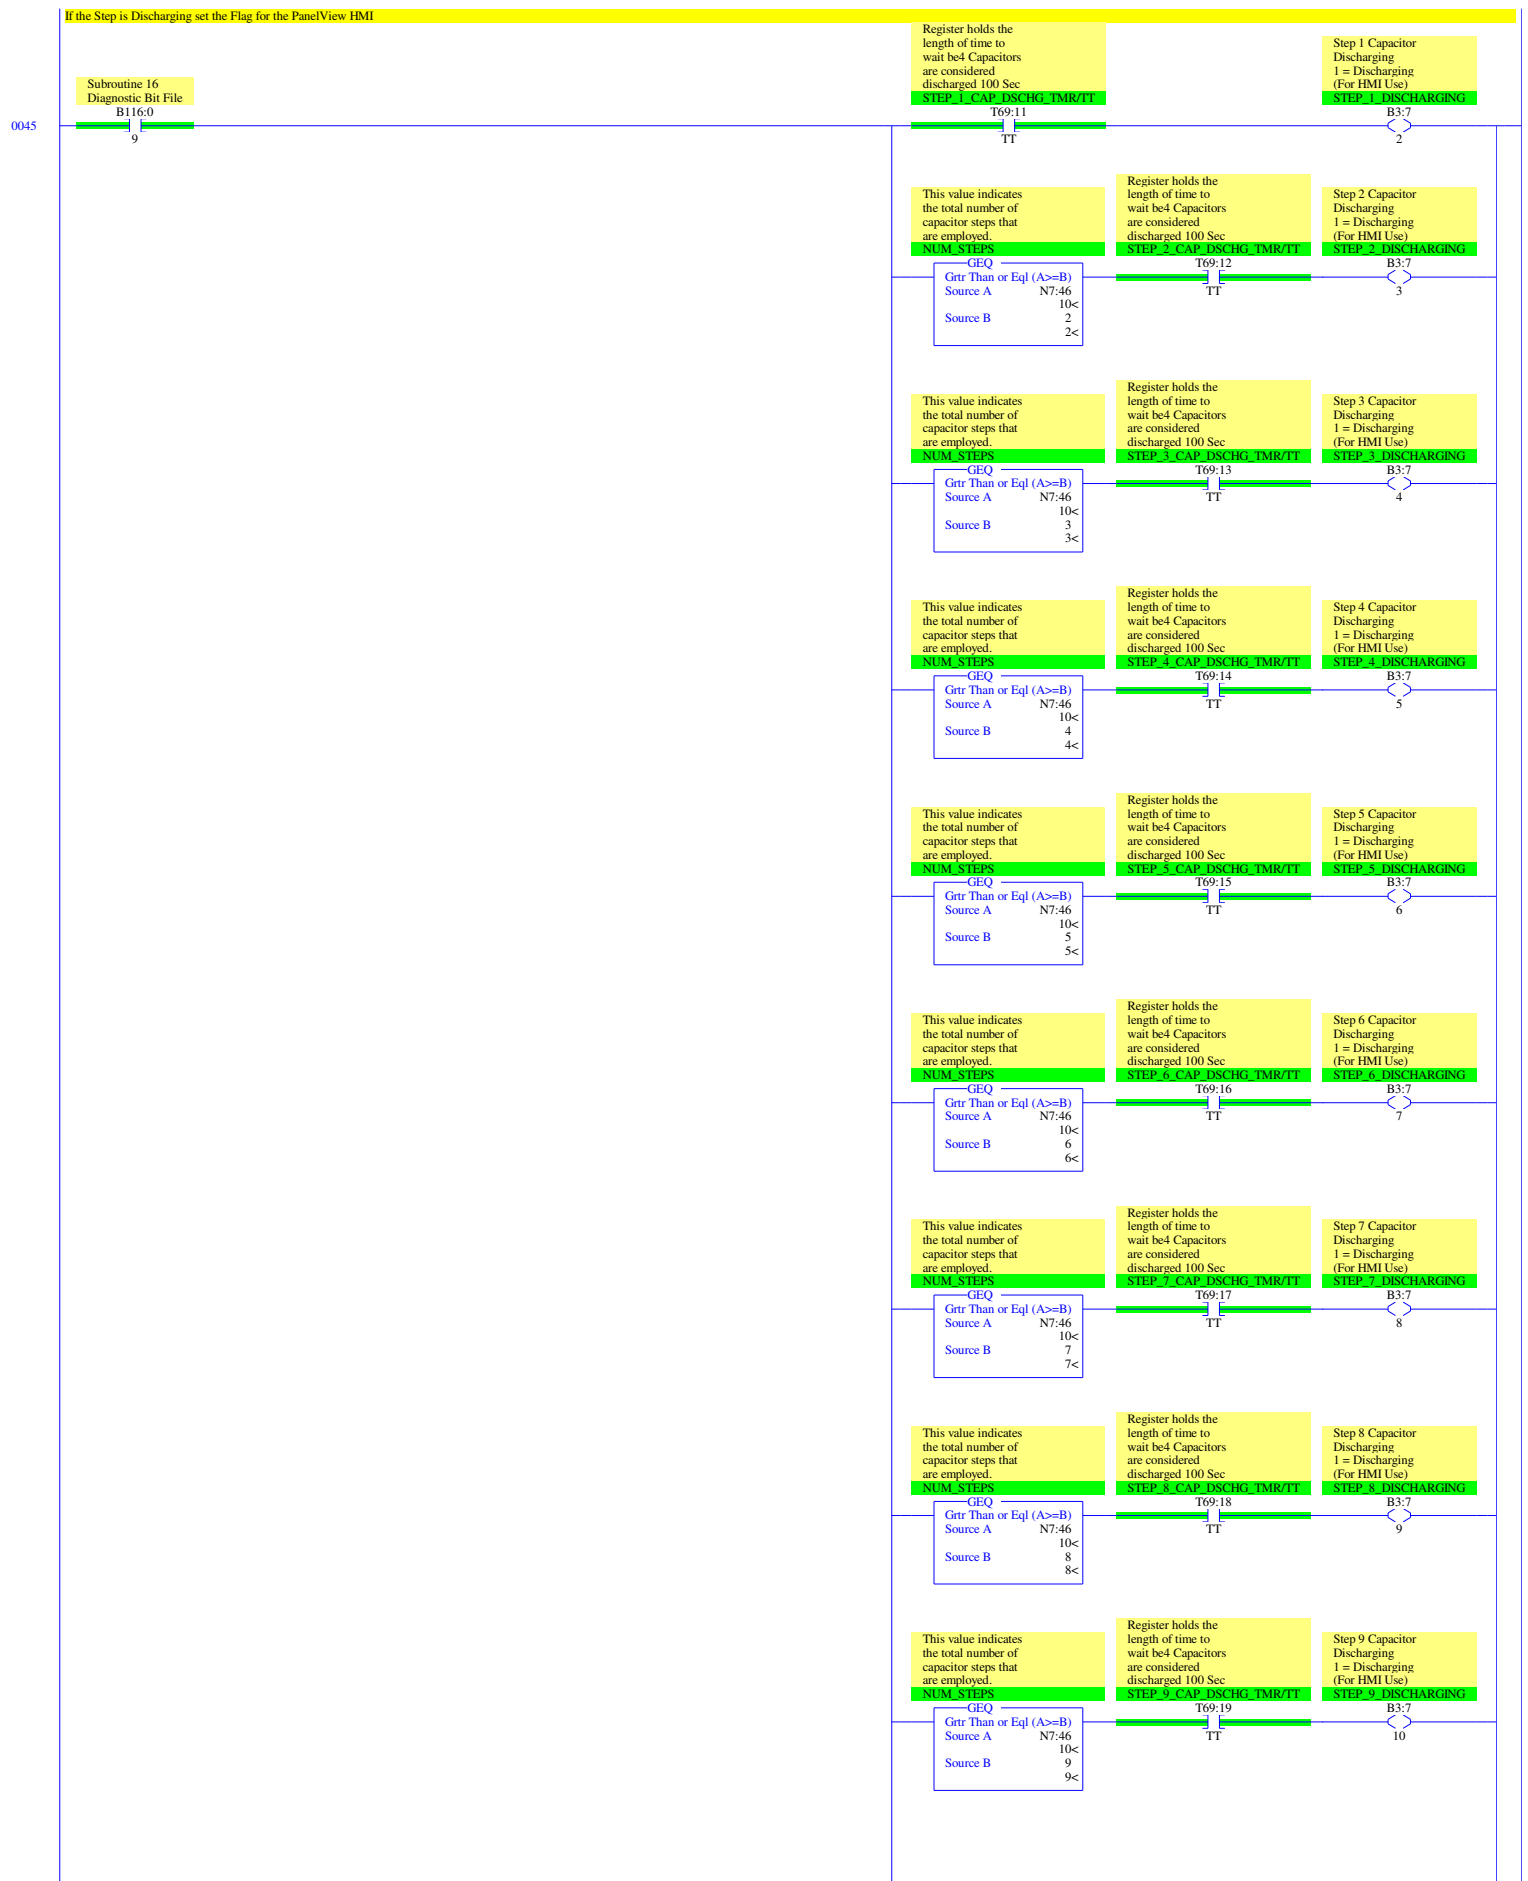 If the Step is Discharging set the Flag for the PanelView HMI
0045
Subroutine 16
Diagnostic Bit File
B116:0
9
Register holds the
length of time to
wait be4 Capacitors
are considered
discharged 100 Sec
STEP_1_CAP_DSCHG_TMR/TT
T69:11
TT
Step 1 Capacitor
Discharging
1 = Discharging
(For HMI Use)
STEP_1_DISCHARGING
B3:7
2
This value indicates
the total number of
capacitor steps that
are employed.
NUM_STEPS
GEQ
Grtr Than or Eql (A>=B)
Source A N7:46
10<
Source B 2
2<
Register holds the
length of time to
wait be4 Capacitors
are considered
discharged 100 Sec
STEP_2_CAP_DSCHG_TMR/TT
T69:12
TT
Step 2 Capacitor
Discharging
1 = Discharging
(For HMI Use)
STEP_2_DISCHARGING
B3:7
3
This value indicates
the total number of
capacitor steps that
are employed.
NUM_STEPS
GEQ
Grtr Than or Eql (A>=B)
Source A N7:46
10<
Source B 3
3<
Register holds the
length of time to
wait be4 Capacitors
are considered
discharged 100 Sec
STEP_3_CAP_DSCHG_TMR/TT
T69:13
TT
Step 3 Capacitor
Discharging
1 = Discharging
(For HMI Use)
STEP_3_DISCHARGING
B3:7
4
This value indicates
the total number of
capacitor steps that
are employed.
NUM_STEPS
GEQ
Grtr Than or Eql (A>=B)
Source A N7:46
10<
Source B 4
4<
Register holds the
length of time to
wait be4 Capacitors
are considered
discharged 100 Sec
STEP_4_CAP_DSCHG_TMR/TT
T69:14
TT
Step 4 Capacitor
Discharging
1 = Discharging
(For HMI Use)
STEP_4_DISCHARGING
B3:7
5
This value indicates
the total number of
capacitor steps that
are employed.
NUM_STEPS
GEQ
Grtr Than or Eql (A>=B)
Source A N7:46
10<
Source B 5
5<
Register holds the
length of time to
wait be4 Capacitors
are considered
discharged 100 Sec
STEP_5_CAP_DSCHG_TMR/TT
T69:15
TT
Step 5 Capacitor
Discharging
1 = Discharging
(For HMI Use)
STEP_5_DISCHARGING
B3:7
6
This value indicates
the total number of
capacitor steps that
are employed.
NUM_STEPS
GEQ
Grtr Than or Eql (A>=B)
Source A N7:46
10<
Source B 6
6<
Register holds the
length of time to
wait be4 Capacitors
are considered
discharged 100 Sec
STEP_6_CAP_DSCHG_TMR/TT
T69:16
TT
Step 6 Capacitor
Discharging
1 = Discharging
(For HMI Use)
STEP_6_DISCHARGING
B3:7
7
This value indicates
the total number of
capacitor steps that
are employed.
NUM_STEPS
GEQ
Grtr Than or Eql (A>=B)
Source A N7:46
10<
Source B 7
7<
Register holds the
length of time to
wait be4 Capacitors
are considered
discharged 100 Sec
STEP_7_CAP_DSCHG_TMR/TT
T69:17
TT
Step 7 Capacitor
Discharging
1 = Discharging
(For HMI Use)
STEP_7_DISCHARGING
B3:7
8
This value indicates
the total number of
capacitor steps that
are employed.
NUM_STEPS
GEQ
Grtr Than or Eql (A>=B)
Source A N7:46
10<
Source B 8
8<
Register holds the
length of time to
wait be4 Capacitors
are considered
discharged 100 Sec
STEP_8_CAP_DSCHG_TMR/TT
T69:18
TT
Step 8 Capacitor
Discharging
1 = Discharging
(For HMI Use)
STEP_8_DISCHARGING
B3:7
9
This value indicates
the total number of
capacitor steps that
are employed.
NUM_STEPS
GEQ
Grtr Than or Eql (A>=B)
Source A N7:46
10<
Source B 9
9<
Register holds the
length of time to
wait be4 Capacitors
are considered
discharged 100 Sec
STEP_9_CAP_DSCHG_TMR/TT
T69:19
TT
Step 9 Capacitor
Discharging
1 = Discharging
(For HMI Use)
STEP_9_DISCHARGING
B3:7
10